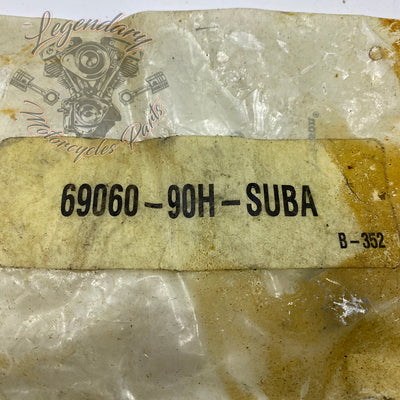 Legendary
Motorcycles Parts
69060-90H-SUBA
B-352